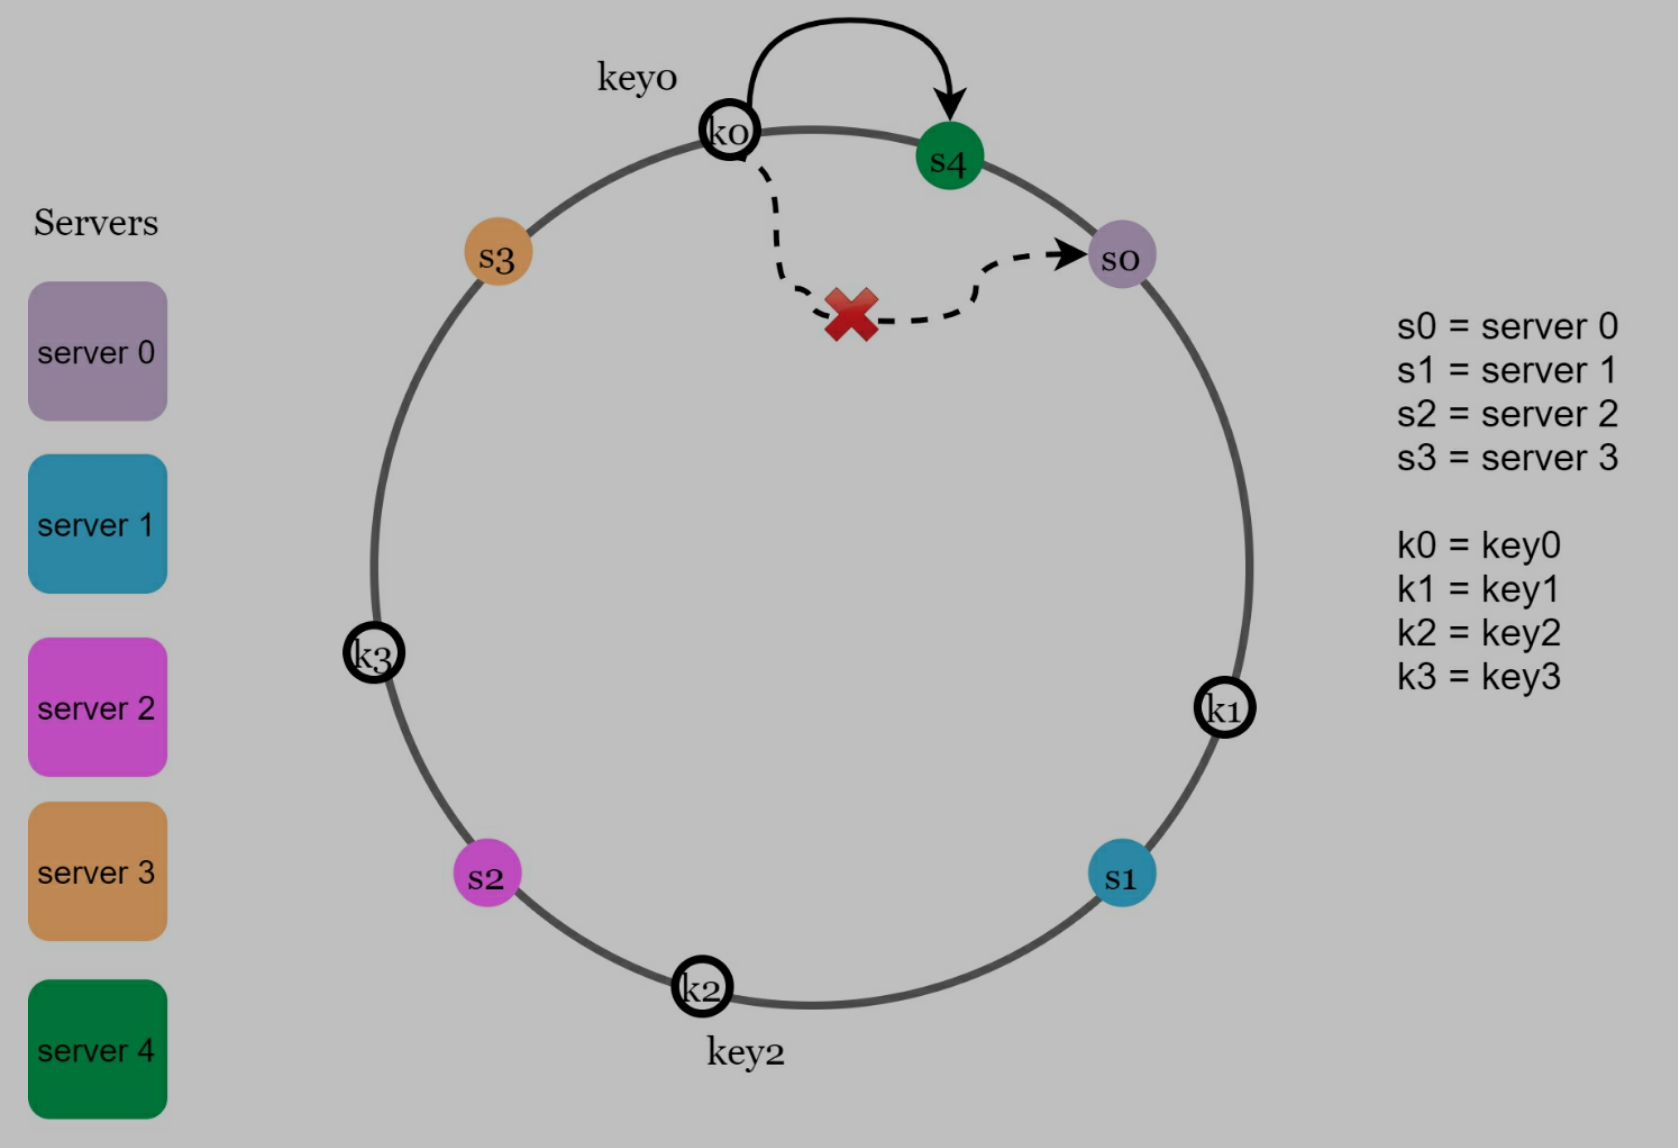 key0
k0
s4
s3
s0
Servers
server 0
server 1
server 2
server 3
server 4
k3
k1
s2
s1
k2
key2
s0 = server 0
s1 = server 1
s2 = server 2
s3 = server 3
k0 = key0
k1 = key1
k2 = key2
k3 = key3